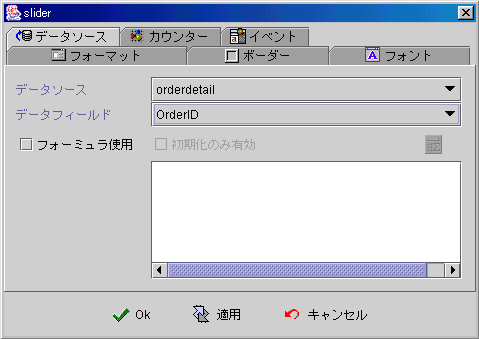 slider
データソース カウンター イベント
フォーマット ボーダー フォント
データソース orderdetail
データフィールド OrderID
フォーミュラ使用 初期化のみ有効
Ok 適用 キャンセル